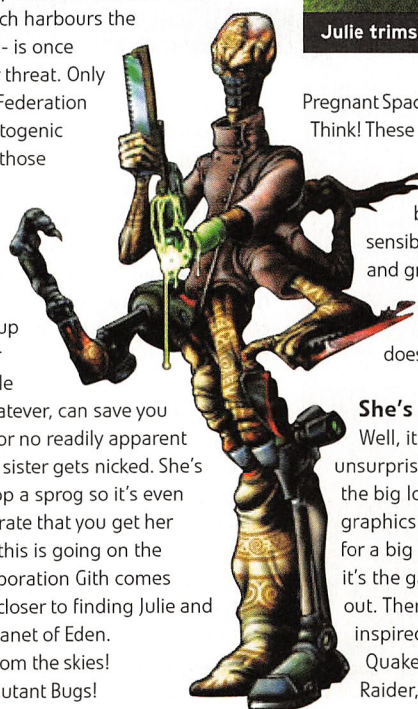 ch harbours the
- is once
threat. Only
Federation
togenic
those
up
le
atever, can save you
or no readily apparent
sister gets nicked. She's
op a sprog so it's even
rate that you get her
this is going on the
poration Gith comes
closer to finding Julie and
lanet of Eden.
om the skies!
utant Bugs!
Julie trims
Pregnant Spac
Think! These
sensib
and gr
does
She's
Well, it
unsurpris
the big lo
graphics
for a big
it's the ga
out. Ther
inspired
Quake
Raider,